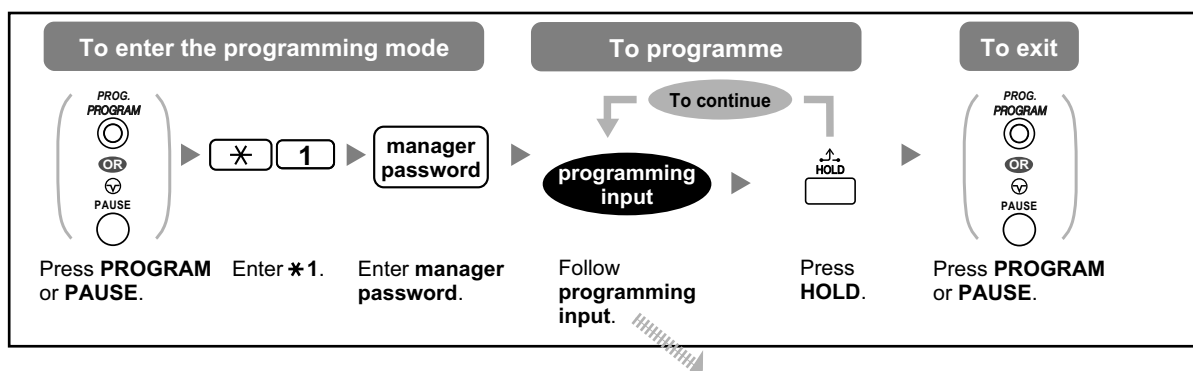 To enter the programming mode
To programme
To exit
PROG.
PROGRAM
OR
PAUSE
✳ 1
manager
password
To continue
programming
input
HOLD
PROG.
PROGRAM
OR
PAUSE
Press PROGRAM
or PAUSE.
Enter ✳1.
Enter manager
password.
Follow
programming
input.
Press
HOLD.
Press PROGRAM
or PAUSE.